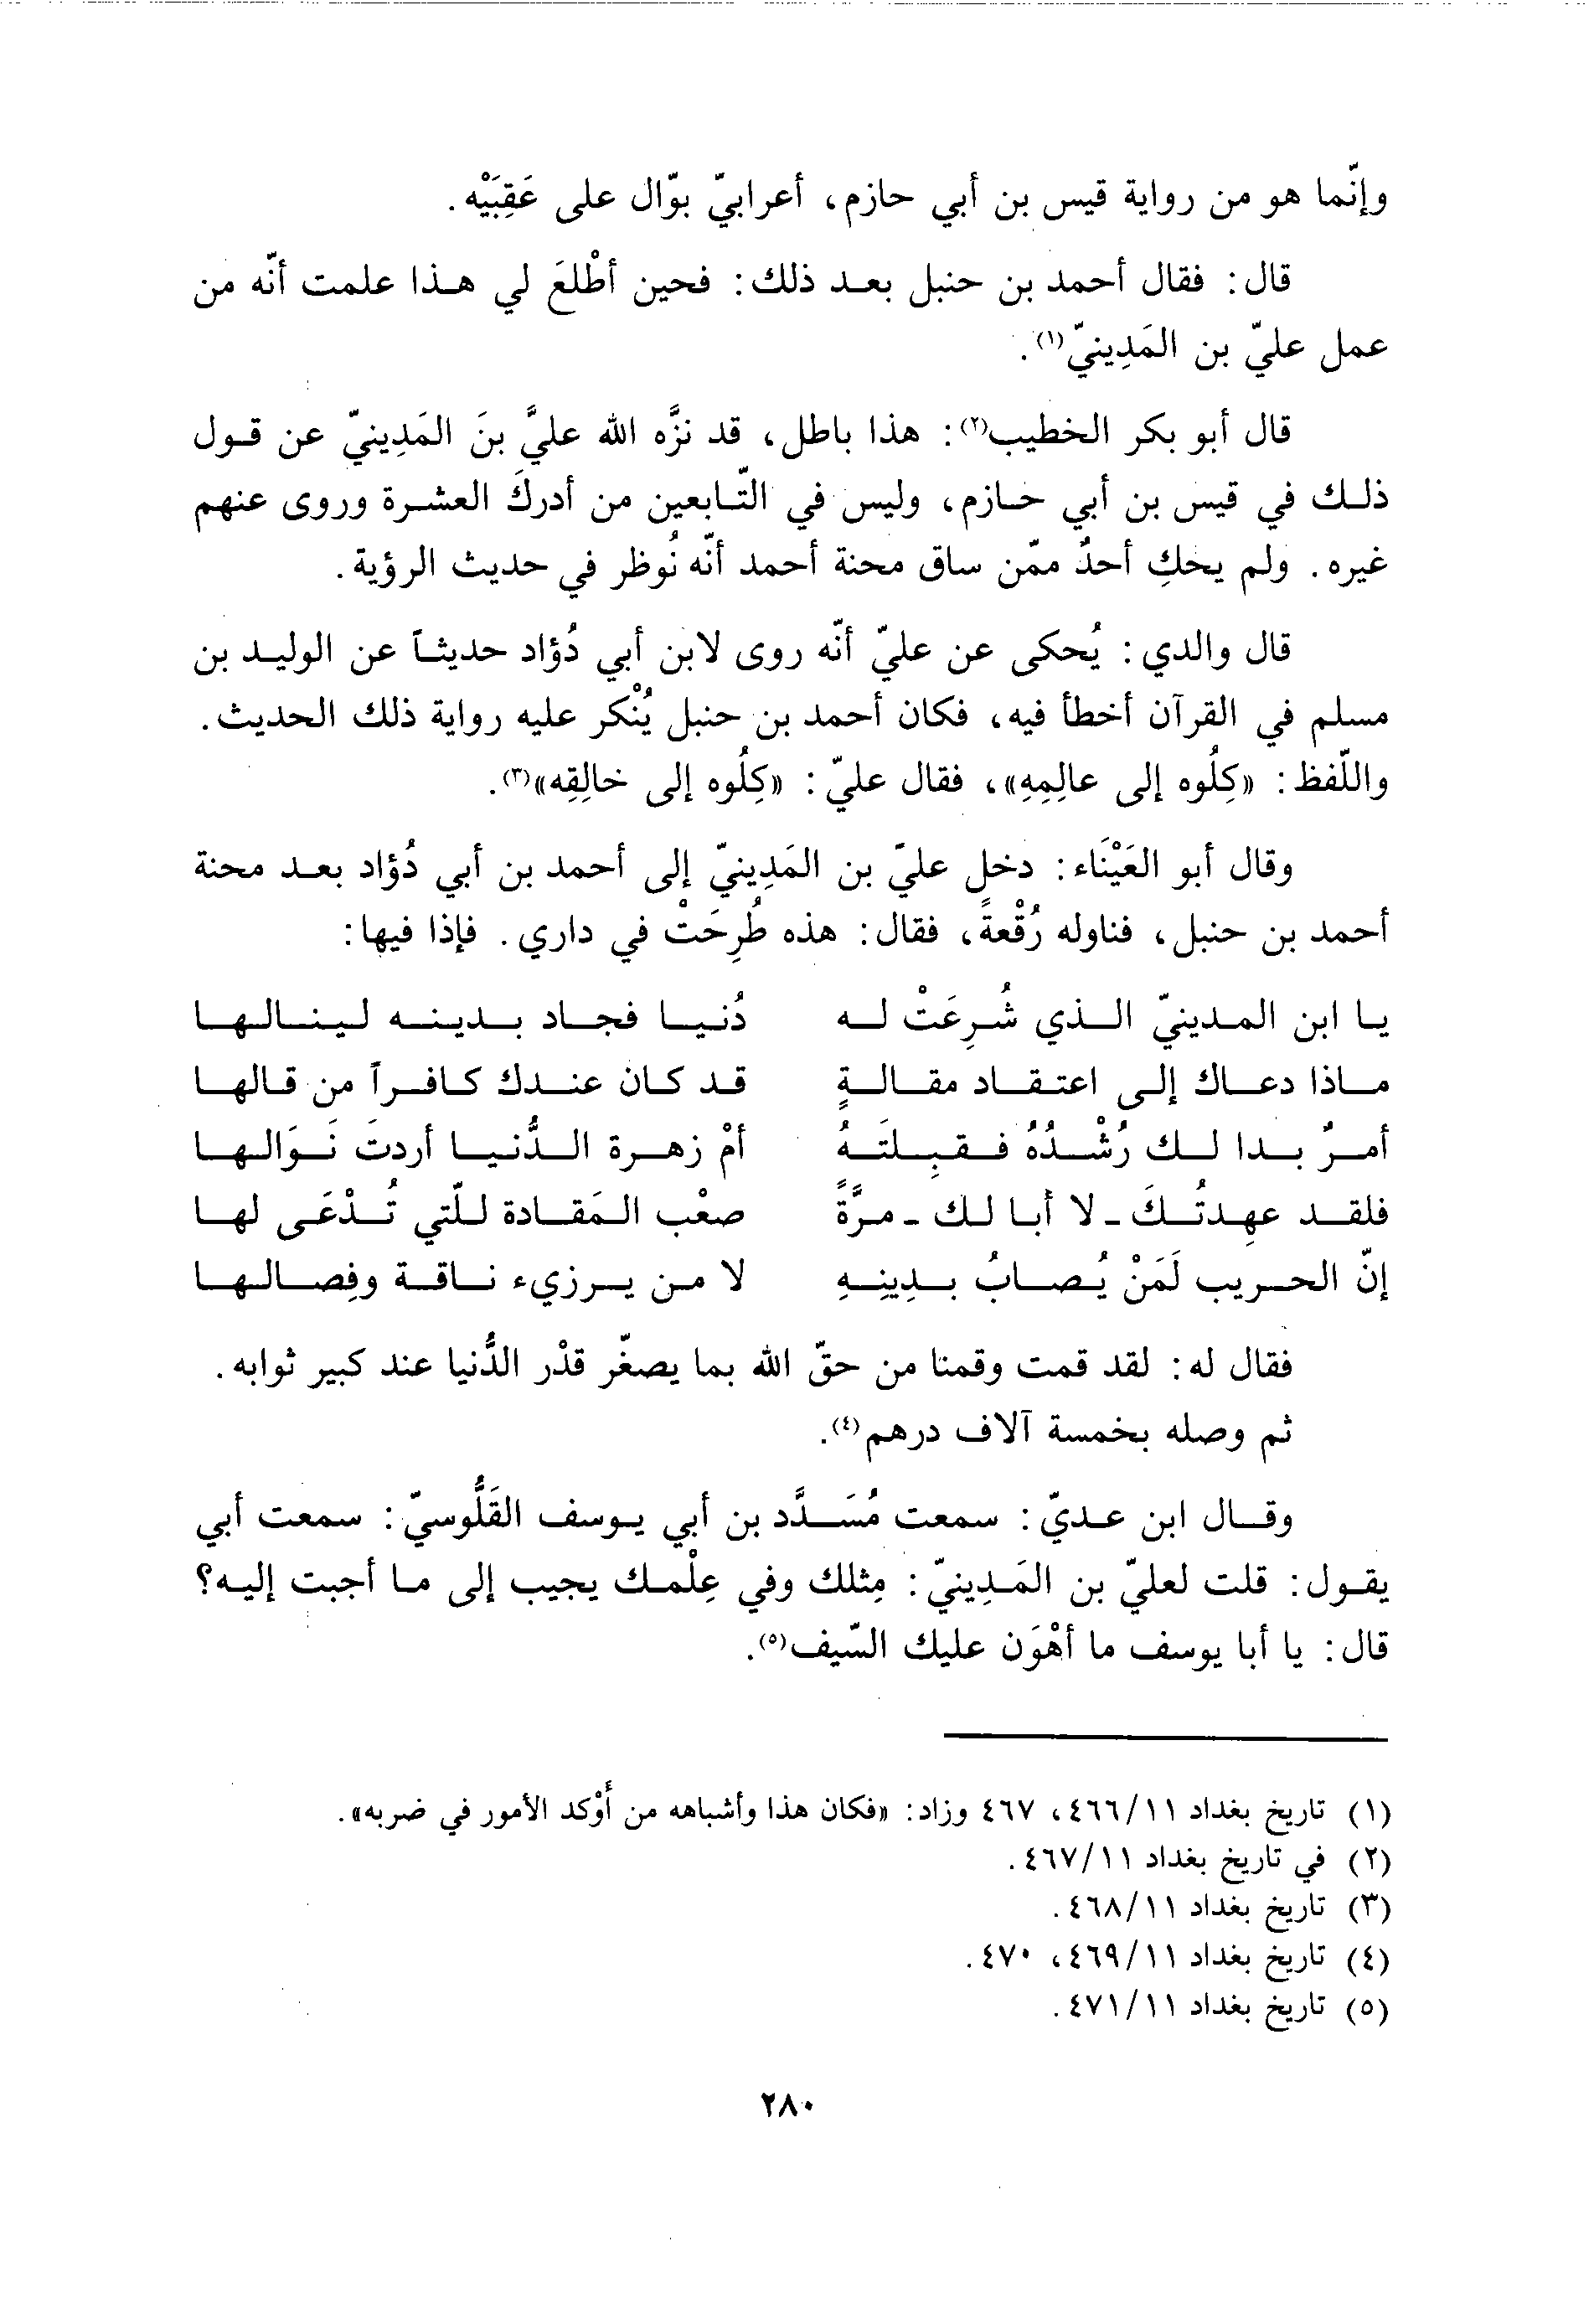 وإنّما هو من رواية قيس بن أبي حازم، أعرابيّ بوّال على عَقِبَيْه.
قال: فقال أحمد بن حنبل بعد ذلك: فحين أطْلعَ لي هذا علمت أنّه من
عمل عليّ بن المَدِينيّ(١).
قال أبو بكر الخطيب(٢): هذا باطل، قد نزَّه الله عليَّ بنَ المَدِينيّ عن قول
ذلك في قيس بن أبي حازم، وليس في التّابعين من أدركَ العشرة وروى عنهم
غيره. ولم يحكِ أحدٌ ممّن ساق محنة أحمد أنّه نُوظر في حديث الرؤية.
قال والدي: يُحكى عن عليّ أنّه روى لابن أبي دُؤاد حديثاً عن الوليد بن
مسلم في القرآن أخطأ فيه، فكان أحمد بن حنبل يُنْكر عليه رواية ذلك الحديث.
واللّفظ: «كِلُوه إلى عالِمِهِ»، فقال عليّ: «كِلُوه إلى خالِقِه»(٣).
وقال أبو العَيْنَاء: دخل عليّ بن المَدِينيّ إلى أحمد بن أبي دُؤاد بعد محنة
أحمد بن حنبل، فناوله رُقْعةً، فقال: هذه طُرِحَتْ في داري. فإذا فيها:
يا ابن المدينيّ الذي شُرِعَتْ له دُنيا فجاد بدينه لينالها
ماذا دعاك إلى اعتقاد مقالةٍ قد كان عندك كافراً من قالها
أمرٌ بدا لك رُشْدُهُ فقبِلتَهُ أمْ زهرة الدُّنيا أردتَ نَوَالها
فلقد عهِدتُكَ - لا أبا لك - مرَّةً صعْب المَقادة للّتي تُدْعَى لها
إنّ الحريب لَمَنْ يُصابُ بدِينِهِ لا من يرزيء ناقة وفِصالها
فقال له: لقد قمت وقمنا من حقّ الله بما يصغّر قدْر الدُّنيا عند كبير ثوابه.
ثم وصله بخمسة آلاف درهم(٤).
وقال ابن عديّ: سمعت مُسَدَّد بن أبي يوسف القَلُّوسيّ: سمعت أبي
يقول: قلت لعليّ بن المَدِينيّ: مِثلك وفي عِلْمك يجيب إلى ما أجبت إليه؟
قال: يا أبا يوسف ما أهْوَن عليك السّيف(٥).
(١) تاريخ بغداد ٤٦٦/١١، ٤٦٧ وزاد: «فكان هذا وأشباهه من أَوْكد الأمور في ضربه».
(٢) في تاريخ بغداد ٤٦٧/١١.
(٣) تاريخ بغداد ٤٦٨/١١.
(٤) تاريخ بغداد ٤٦٩/١١، ٤٧٠.
(٥) تاريخ بغداد ٤٧١/١١.
٢٨٠